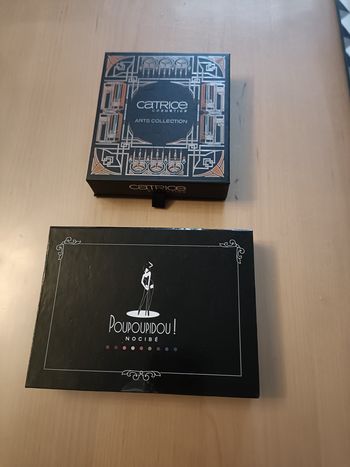 CATRICE
COSMETICS
ARTS COLLECTION
CATRICE
POUPOUPIDOU!
NOCIBÉ